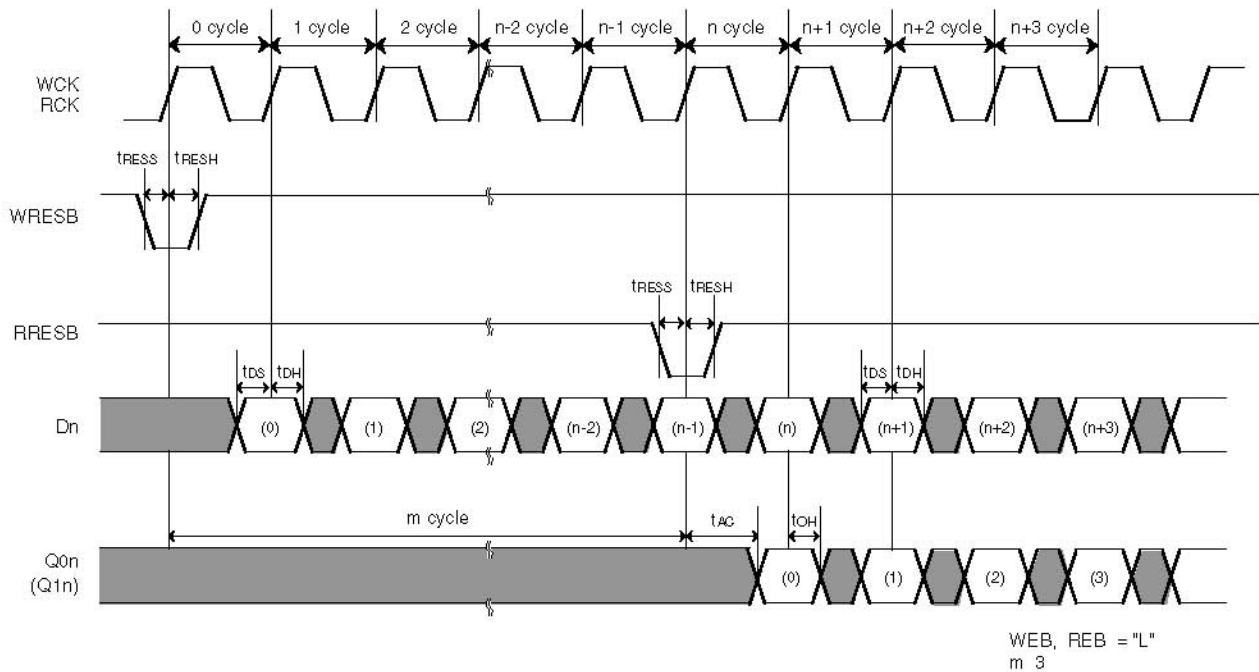 0 cycle 1 cycle 2 cycle n-2 cycle n-1 cycle n cycle n+1 cycle n+2 cycle n+3 cycle
WCK
RCK
tRESS tRESH
WRESB
tRESS tRESH
RRESB
tDS tDH tDS tDH
Dn (0) (1) (2) (n-2) (n-1) (n) (n+1) (n+2) (n+3)
m cycle tAC tOH
Q0n
(Q1n) (0) (1) (2) (3)
WEB, REB = "L"
m 3